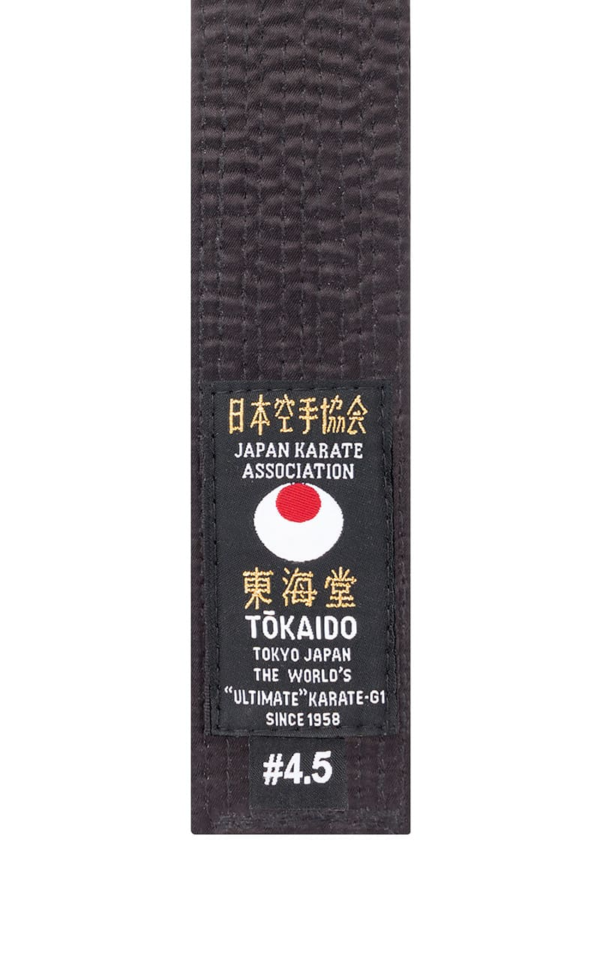 日本空手協会
JAPAN KARATE
ASSOCIATION
東海堂
TŌKAIDO
TOKYO JAPAN
THE WORLD'S
“ULTIMATE” KARATE-G1
SINCE 1958
#4.5